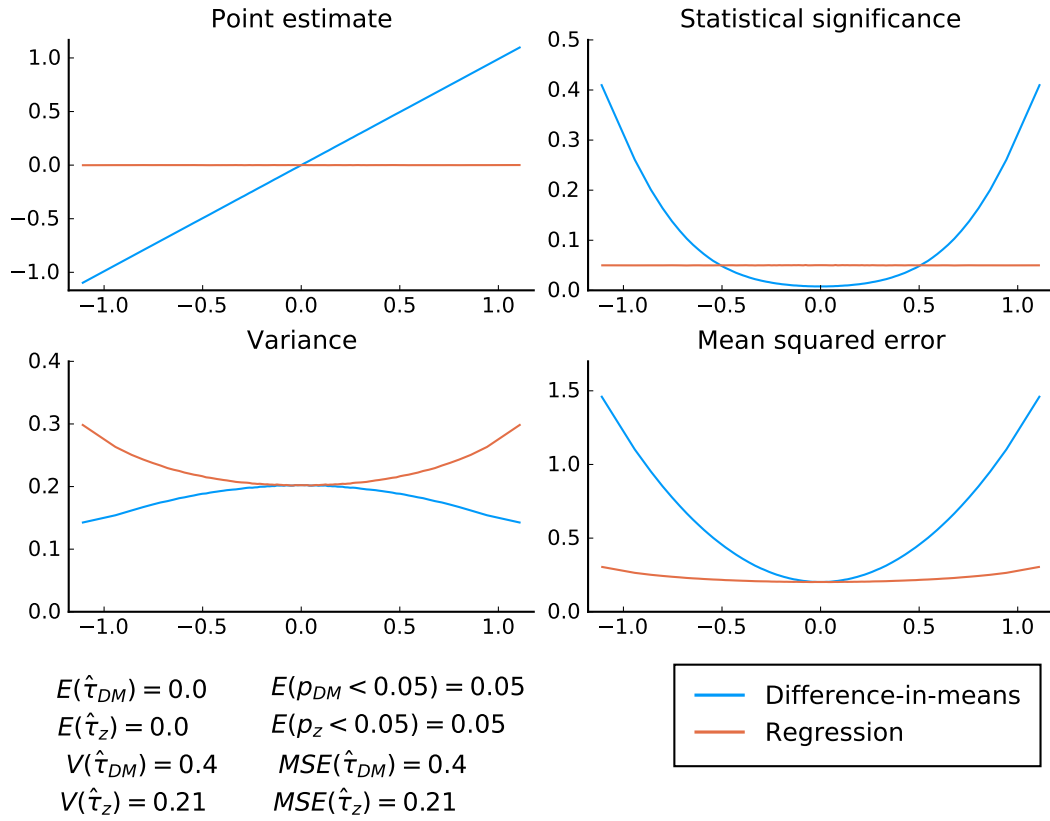 Point estimate
1.0
0.5
0.0
−0.5
−1.0
−1.0 −0.5 0.0 0.5 1.0
Statistical significance
0.5
0.4
0.3
0.2
0.1
0.0
−1.0 −0.5 0.0 0.5 1.0
Variance
0.4
0.3
0.2
0.1
0.0
−1.0 −0.5 0.0 0.5 1.0
Mean squared error
1.5
1.0
0.5
0.0
−1.0 −0.5 0.0 0.5 1.0
E(τ̂_DM) = 0.0
E(τ̂_z) = 0.0
V(τ̂_DM) = 0.4
V(τ̂_z) = 0.21
E(p_DM < 0.05) = 0.05
E(p_z < 0.05) = 0.05
MSE(τ̂_DM) = 0.4
MSE(τ̂_z) = 0.21
Difference-in-means
Regression